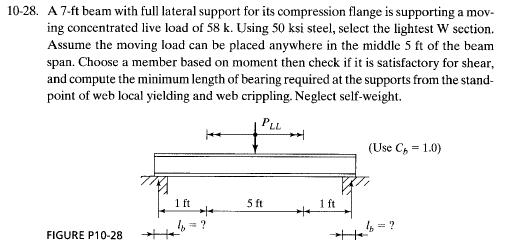 10-28. A 7-ft beam with full lateral support for its compression flange is supporting a mov-
ing concentrated live load of 58 k. Using 50 ksi steel, select the lightest W section.
Assume the moving load can be placed anywhere in the middle 5 ft of the beam
span. Choose a member based on moment then check if it is satisfactory for shear,
and compute the minimum length of bearing required at the supports from the stand-
point of web local yielding and web crippling. Neglect self-weight.
P_LL
(Use C_b = 1.0)
1 ft 5 ft 1 ft
l_b = ? l_b = ?
FIGURE P10-28